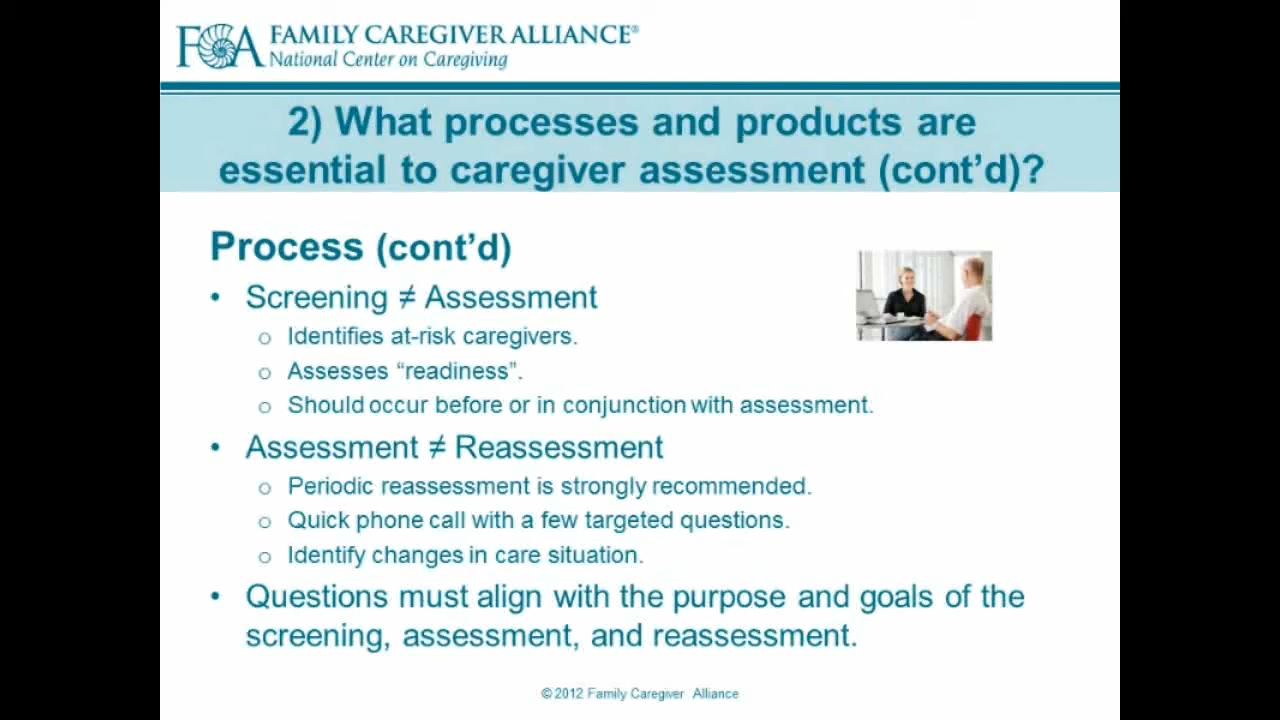 FCA FAMILY CAREGIVER ALLIANCE®
National Center on Caregiving
2) What processes and products are
essential to caregiver assessment (cont’d)?
Process (cont’d)
• Screening ≠ Assessment
o Identifies at-risk caregivers.
o Assesses “readiness”.
o Should occur before or in conjunction with assessment.
• Assessment ≠ Reassessment
o Periodic reassessment is strongly recommended.
o Quick phone call with a few targeted questions.
o Identify changes in care situation.
• Questions must align with the purpose and goals of the
screening, assessment, and reassessment.
© 2012 Family Caregiver Alliance